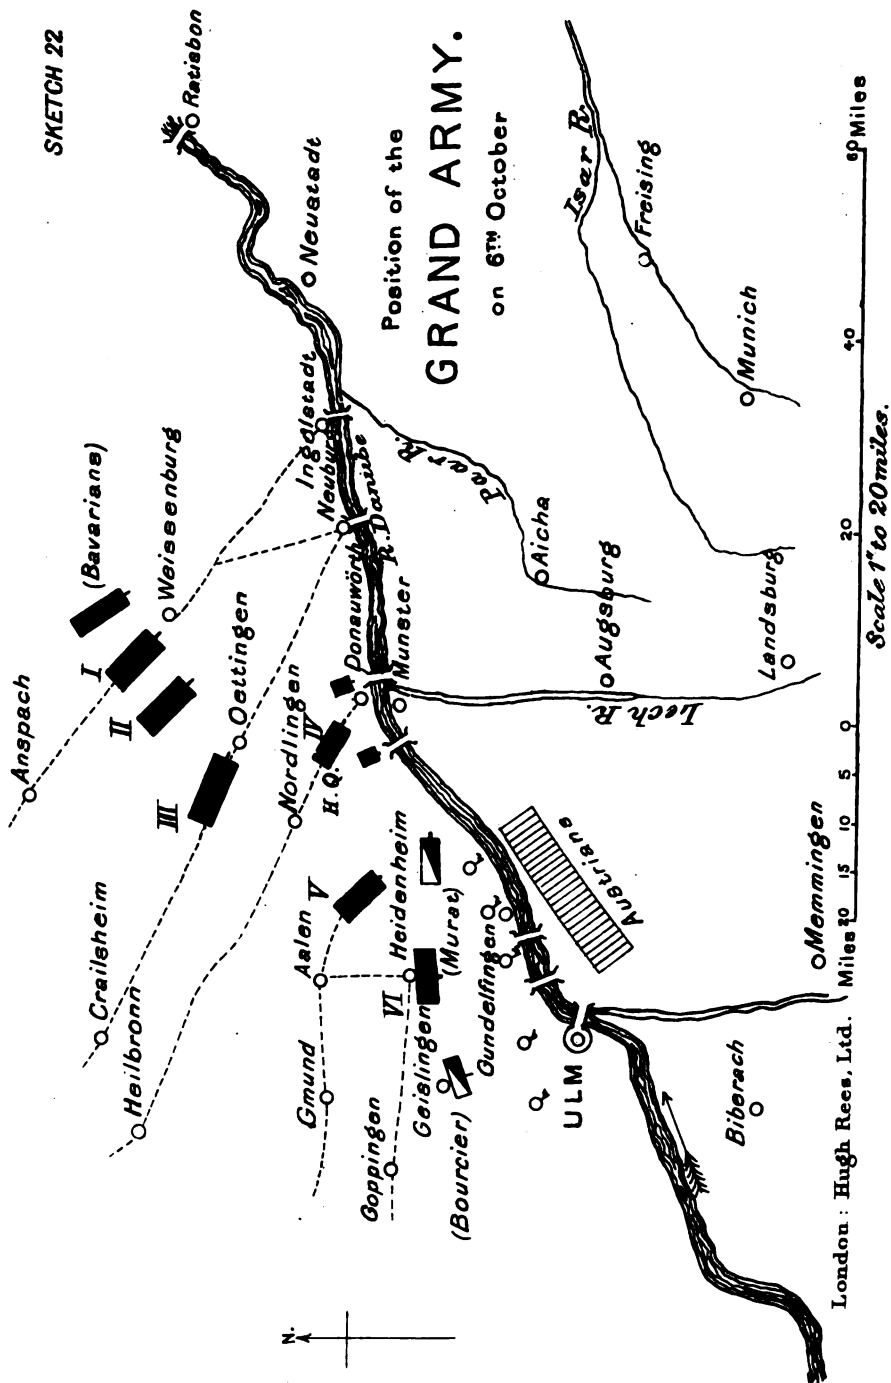 SKETCH 22
Position of the
GRAND ARMY.
on 6TH October
N.
Anspach
(Bavarians)
I
II
Weissenburg
Ratisbon
Crailsheim
III
Oettingen
Neustadt
Heilbronn
Nordlingen
Ingolstadt
Neuburg
IV
H.Q.
Donauwörth
R. Danube
Munster
Aalen
V
Gmund
Heidenheim
VI
(Murat)
Goppingen
Geislingen
(Bourcier)
Gundelfingen
Paar R.
Isar R.
Aicha
Freising
ULM
Austrians
Augsburg
Lech R.
Munich
Landsburg
Biberach
Memmingen
Miles 20 15 10 5 0 20 40 60 Miles
Scale 1" to 20 miles.
London: Hugh Rees, Ltd.